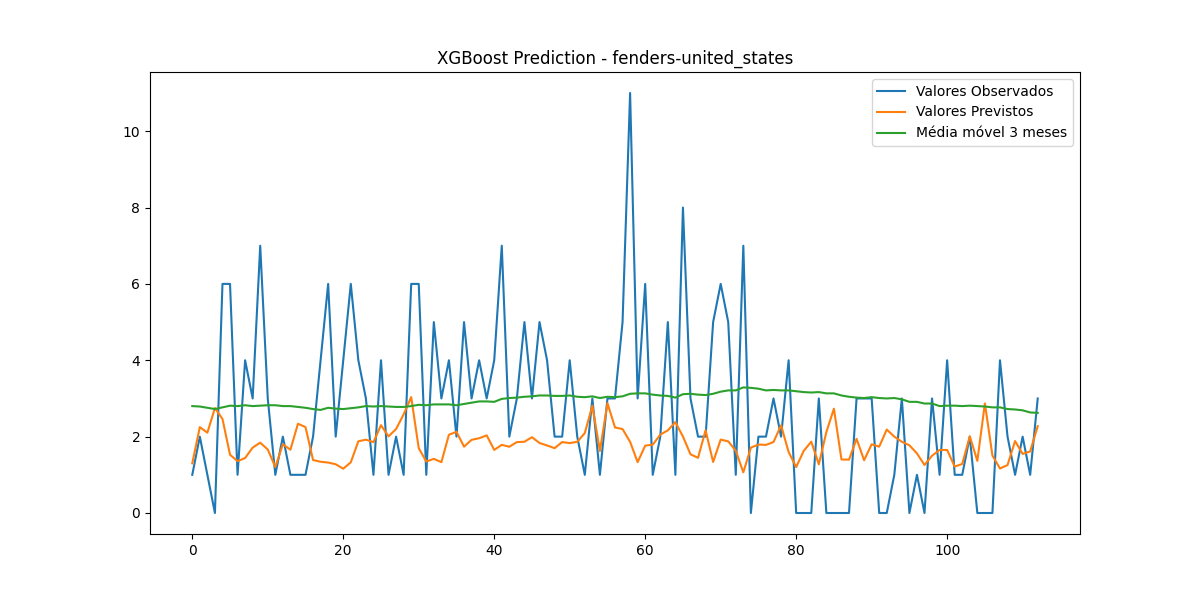 XGBoost Prediction - fenders-united_states
Valores Observados
Valores Previstos
Média móvel 3 meses
10
8
6
4
2
0
0 20 40 60 80 100